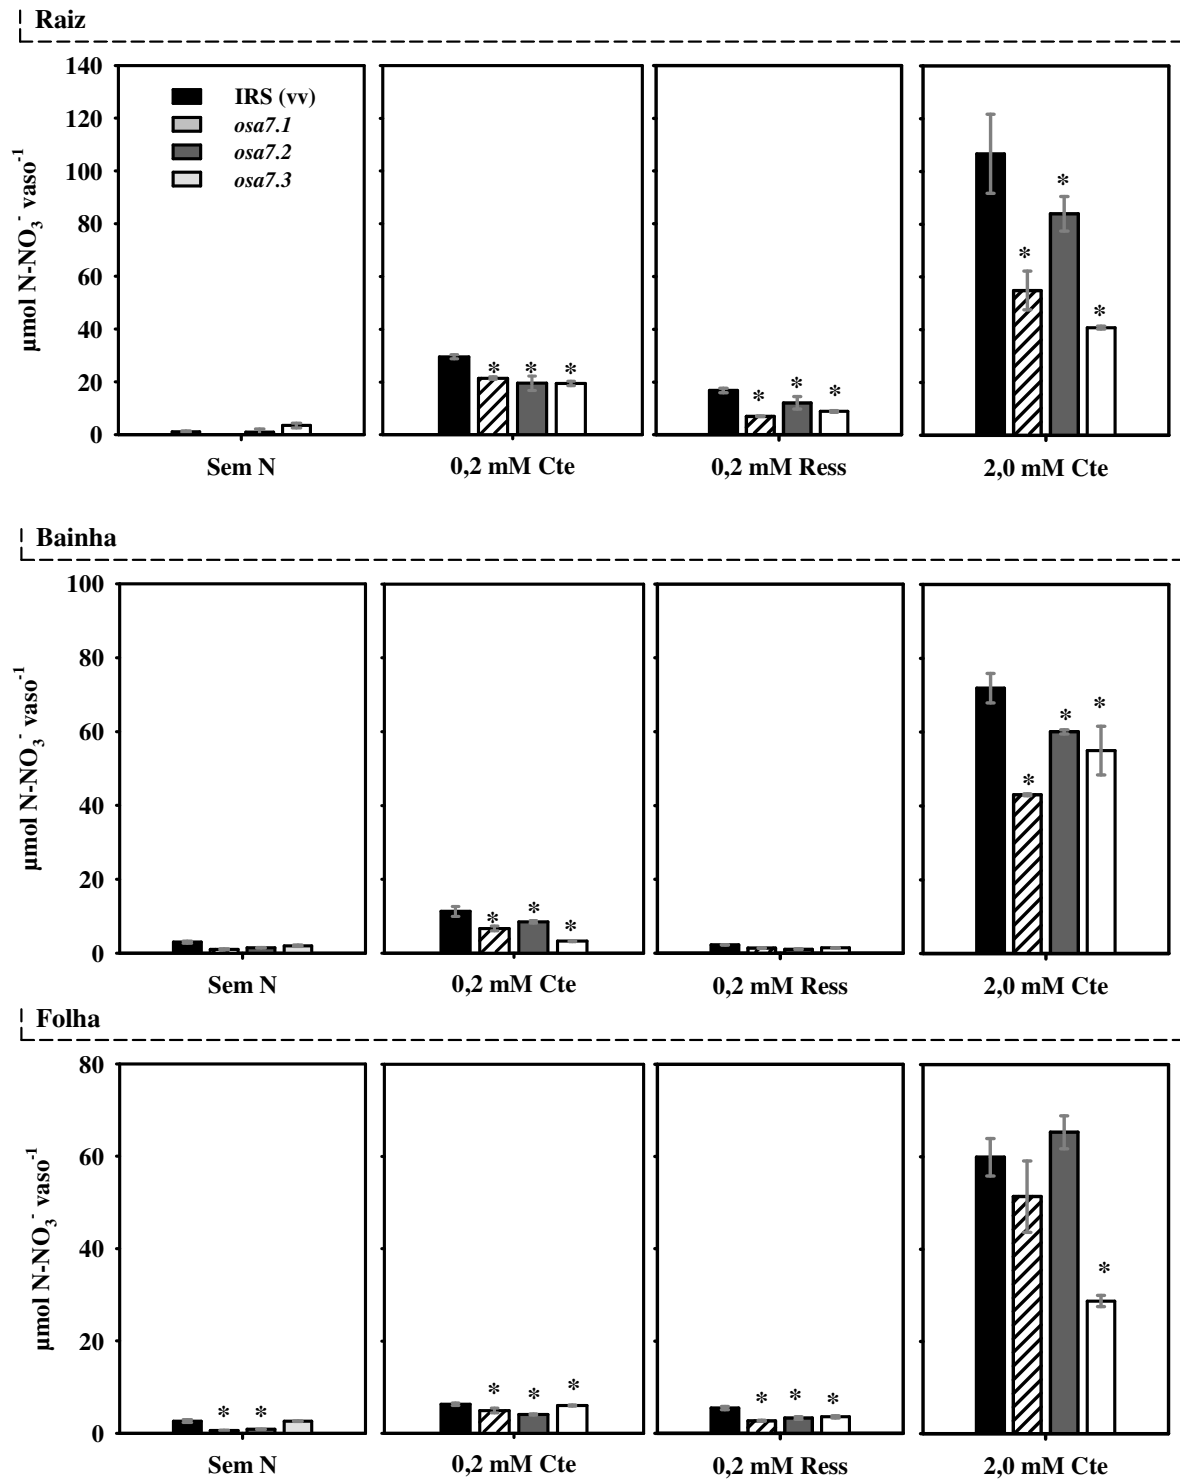 Raiz
140
120
100
80
60
40
20
0
µmol N-NO₃⁻ vaso⁻¹
IRS (vv)
osa7.1
osa7.2
osa7.3
* * *
* * *
* * *
Sem N 0,2 mM Cte 0,2 mM Ress 2,0 mM Cte
Bainha
100
80
60
40
20
0
µmol N-NO₃⁻ vaso⁻¹
* * *
* * *
Sem N 0,2 mM Cte 0,2 mM Ress 2,0 mM Cte
Folha
80
60
40
20
0
µmol N-NO₃⁻ vaso⁻¹
* *
* * *
* * *
*
Sem N 0,2 mM Cte 0,2 mM Ress 2,0 mM Cte